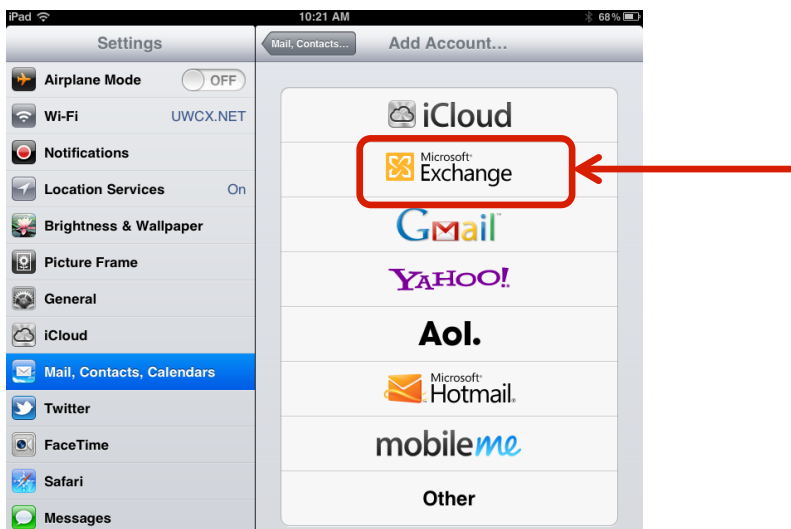 iPad 10:21 AM 68%
Settings
Mail, Contacts... Add Account...
Airplane Mode OFF
Wi-Fi UWCX.NET
Notifications
Location Services On
Brightness & Wallpaper
Picture Frame
General
iCloud
Mail, Contacts, Calendars
Twitter
FaceTime
Safari
Messages
iCloud
Microsoft
Exchange
Gmail
YAHOO!
Aol.
Microsoft
Hotmail.
mobileme
Other